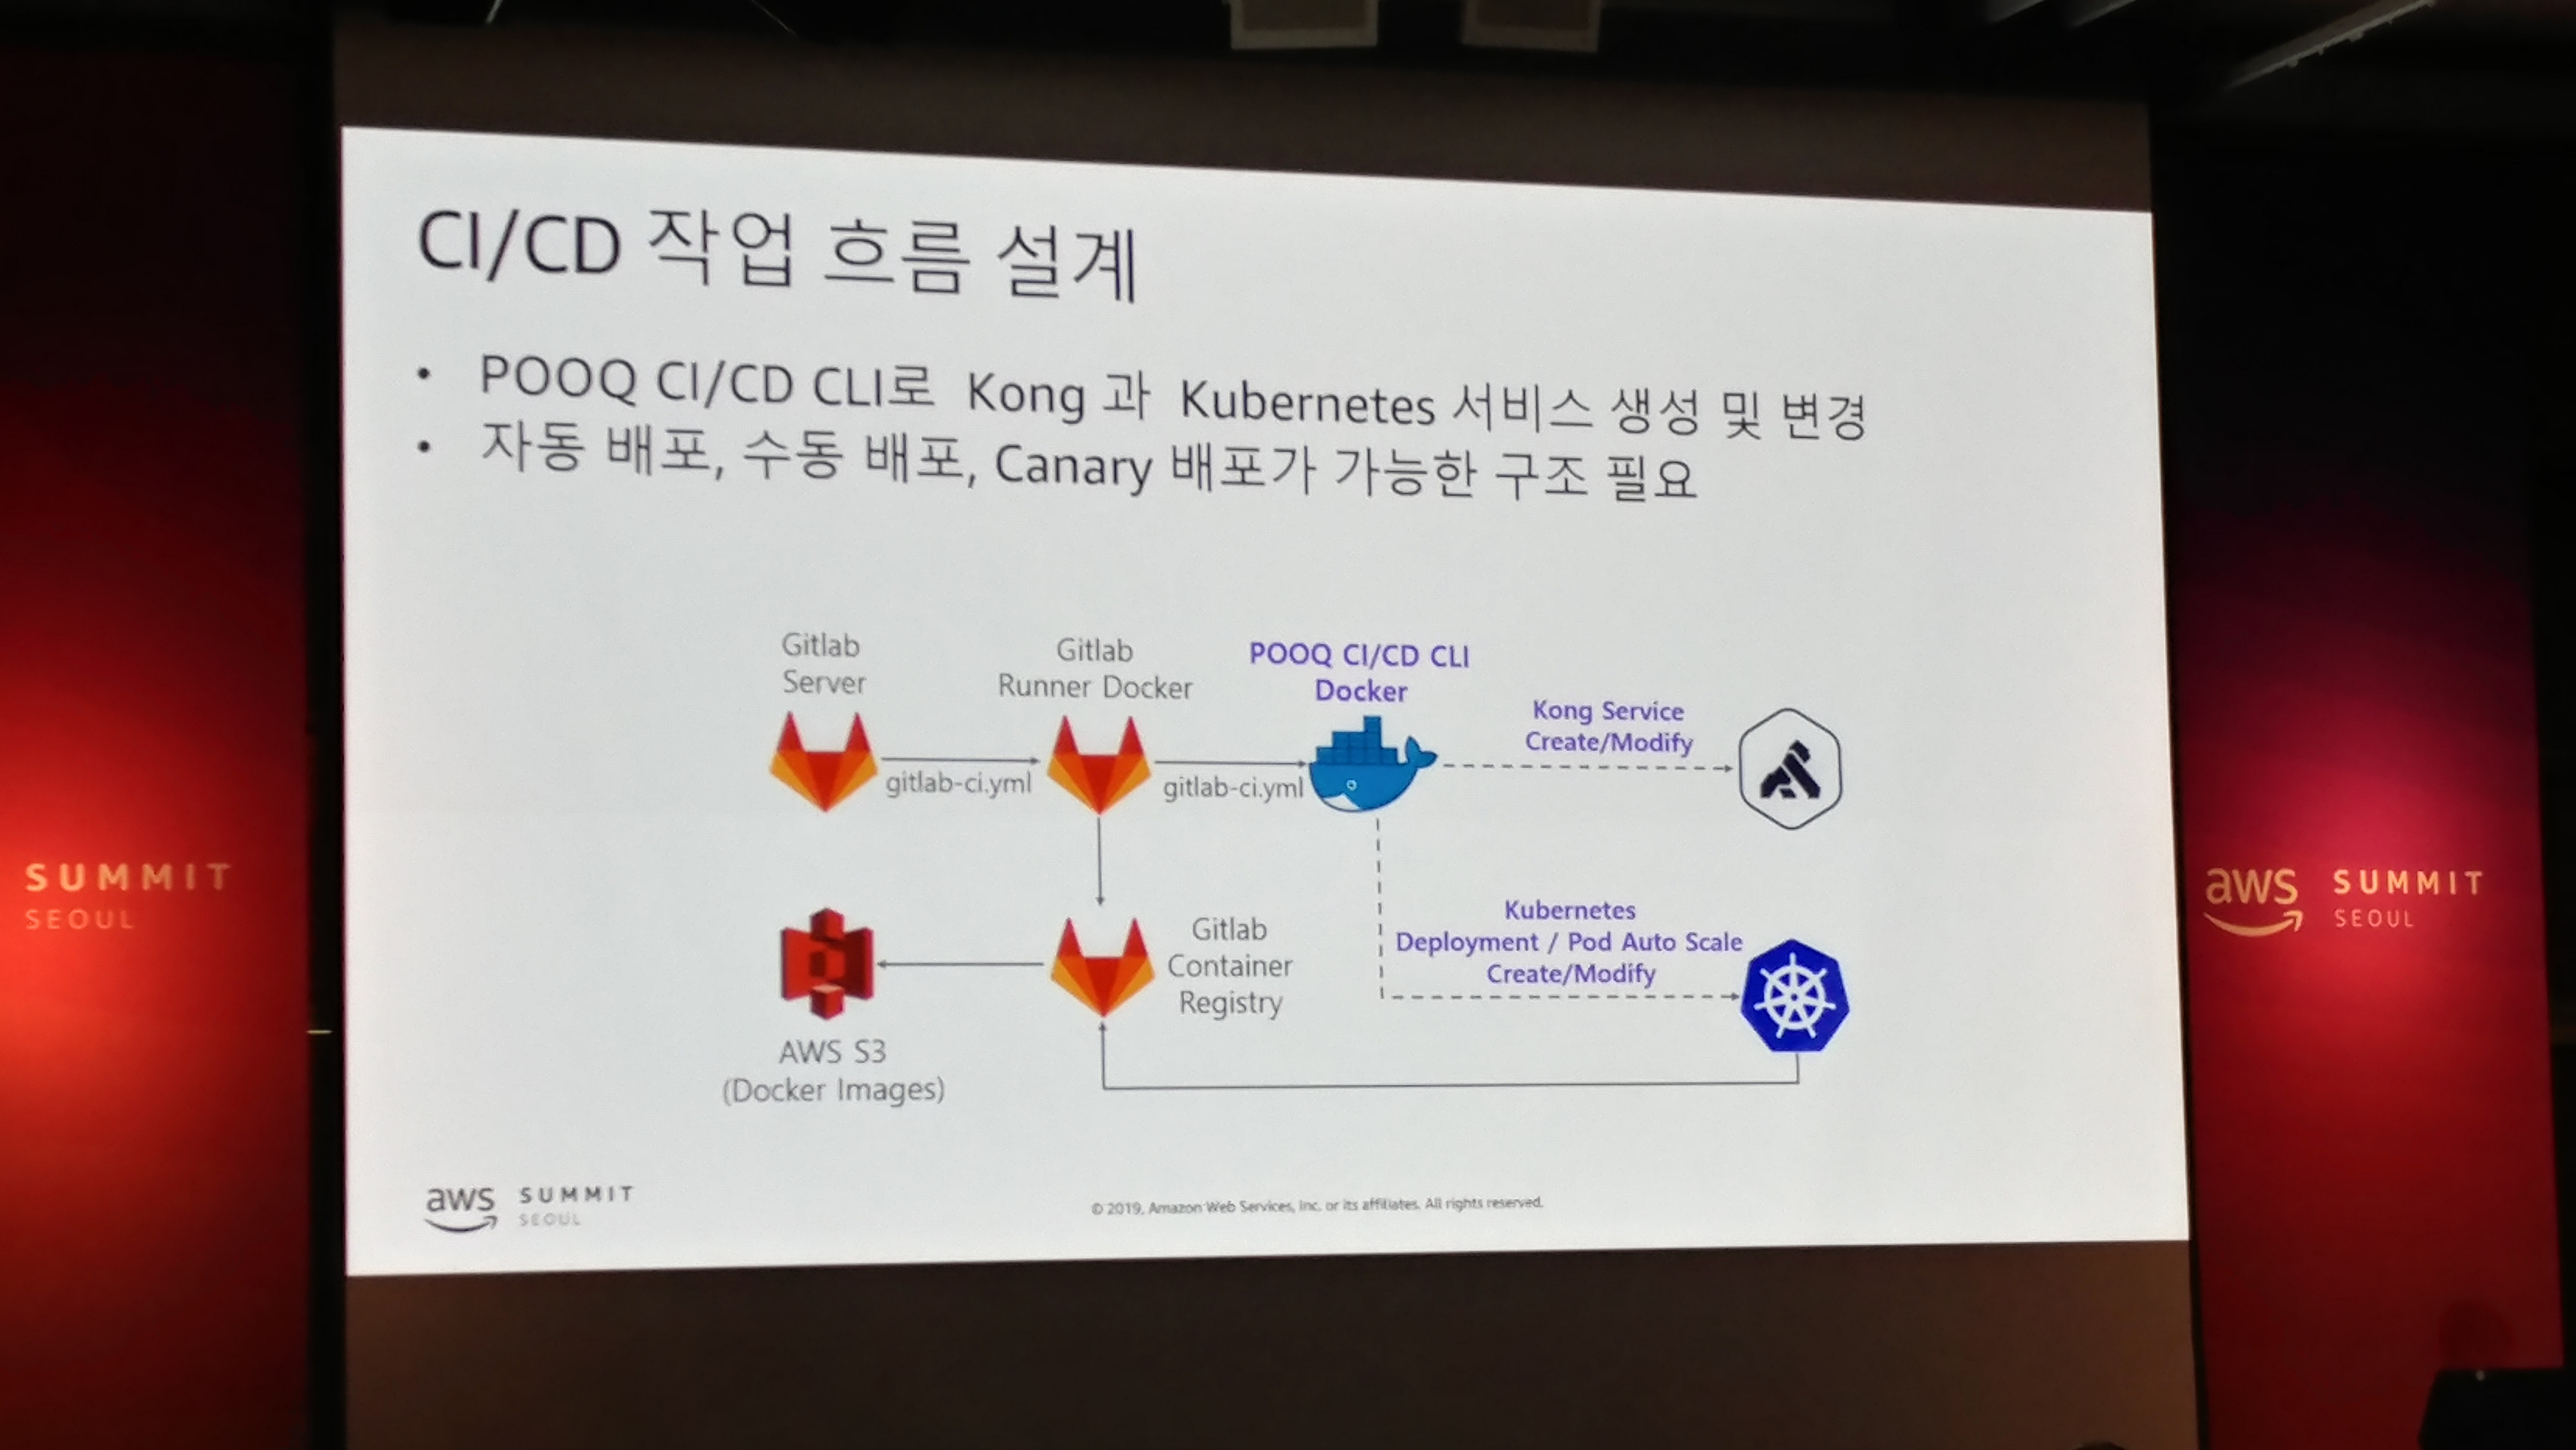 CI/CD 작업 흐름 설계
• POOQ CI/CD CLI로 Kong 과 Kubernetes 서비스 생성 및 변경
• 자동 배포, 수동 배포, Canary 배포가 가능한 구조 필요
Gitlab
Server
Gitlab
Runner Docker
POOQ CI/CD CLI
Docker
Kong Service
Create/Modify
gitlab-ci.yml
gitlab-ci.yml
Kubernetes
Deployment / Pod Auto Scale
Create/Modify
Gitlab
Container
Registry
AWS S3
(Docker Images)
aws SUMMIT
SEOUL
© 2019, Amazon Web Services, Inc. or its affiliates. All rights reserved.
SUMMIT
SEOUL
aws SUMMIT
SEOUL